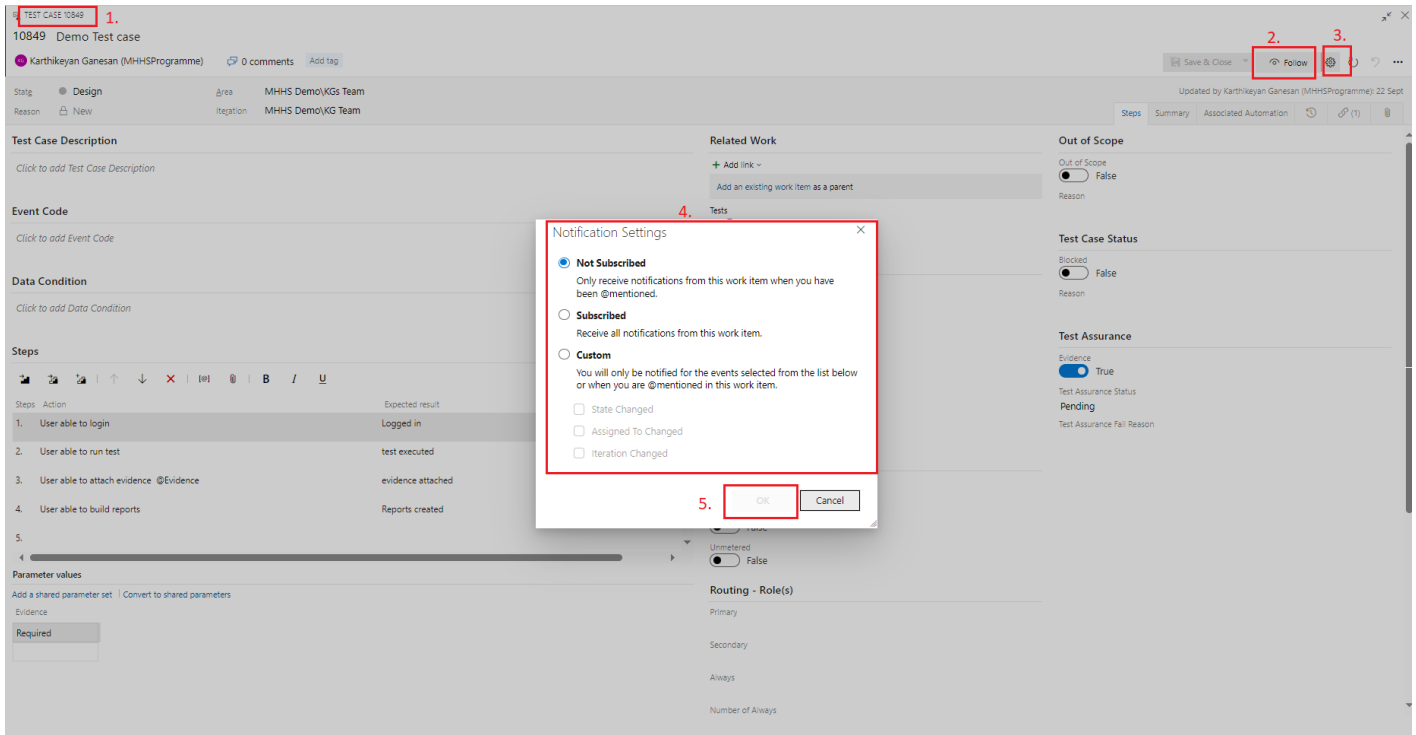 TEST CASE 10849
1.
10849 Demo Test case
2.
3.
Karthikeyan Ganesan (MHHSProgramme)
0 comments
Add tag
Save & Close
Follow
State
Design
Area
MHHS Demo\KGs Team
Updated by Karthikeyan Ganesan (MHHSProgramme): 22 Sept
Reason
New
Iteration
MHHS Demo\KG Team
Steps
Summary
Associated Automation
(1)
Test Case Description
Click to add Test Case Description
Event Code
Click to add Event Code
Data Condition
Click to add Data Condition
Steps
B I U
Steps Action Expected result
1. User able to login Logged in
2. User able to run test test executed
3. User able to attach evidence @Evidence evidence attached
4. User able to build reports Reports created
5.
Parameter values
Add a shared parameter set | Convert to shared parameters
Evidence
Required
Related Work
+ Add link
Add an existing work item as a parent
Tests
4.
Notification Settings
Not Subscribed
Only receive notifications from this work item when you have
been @mentioned.
Subscribed
Receive all notifications from this work item.
Custom
You will only be notified for the events selected from the list below
or when you are @mentioned in this work item.
State Changed
Assigned To Changed
Iteration Changed
5.
OK
Cancel
False
Unmetered
False
Routing - Role(s)
Primary
Secondary
Always
Number of Always
Out of Scope
Out of Scope
False
Reason
Test Case Status
Blocked
False
Reason
Test Assurance
Evidence
True
Test Assurance Status
Pending
Test Assurance Fail Reason